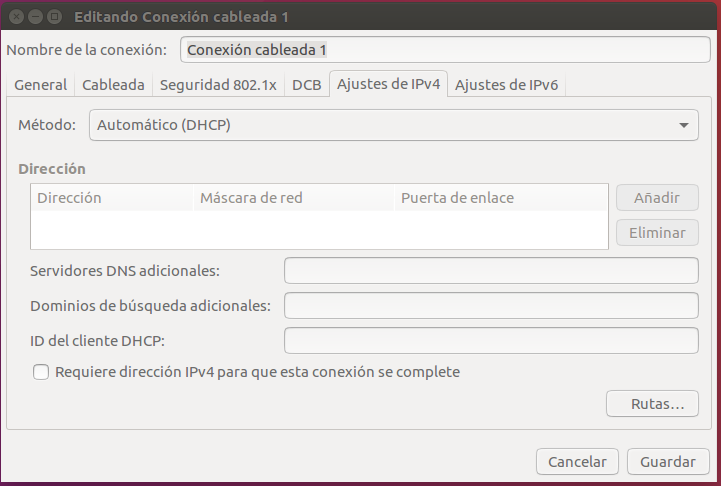 Editando Conexión cableada 1
Nombre de la conexión: Conexión cableada 1
General Cableada Seguridad 802.1x DCB Ajustes de IPv4 Ajustes de IPv6
Método: Automático (DHCP)
Dirección
Dirección Máscara de red Puerta de enlace Añadir
Eliminar
Servidores DNS adicionales:
Dominios de búsqueda adicionales:
ID del cliente DHCP:
Requiere dirección IPv4 para que esta conexión se complete
Rutas…
Cancelar Guardar